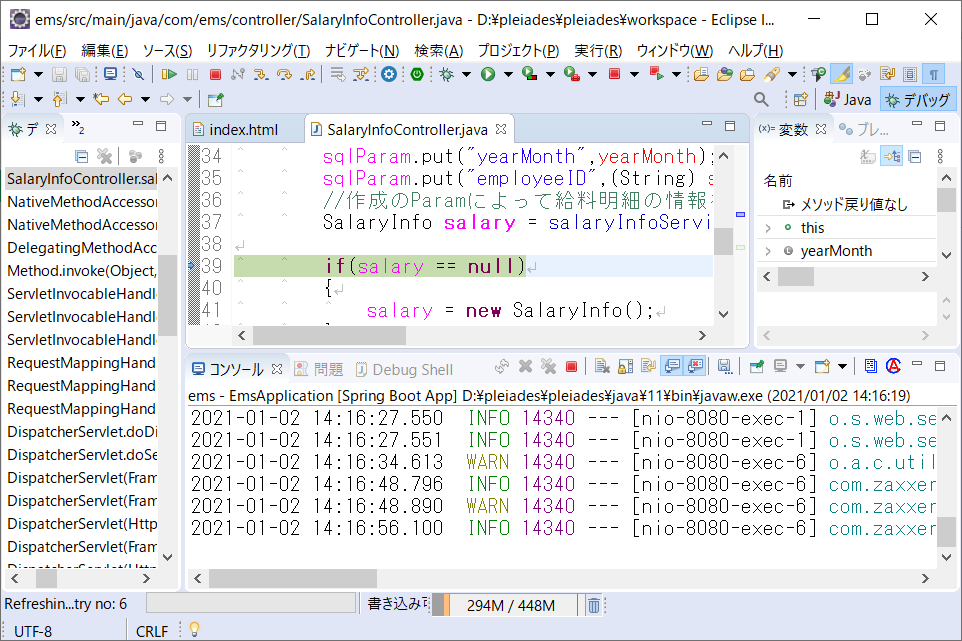 ems/src/main/java/com/ems/controller/SalaryInfoController.java - D:¥pleiades¥pleiades¥workspace - Eclipse I...
ファイル(F) 編集(E) ソース(S) リファクタリング(T) ナビゲート(N) 検索(A) プロジェクト(P) 実行(R) ウィンドウ(W) ヘルプ(H)
Java デバッグ
デ
2
SalaryInfoController.sal
NativeMethodAccessor
NativeMethodAccessor
DelegatingMethodAcc
Method.invoke(Object,
ServletInvocableHandl
ServletInvocableHandl
ServletInvocableHandl
RequestMappingHand
RequestMappingHand
RequestMappingHand
DispatcherServlet.doDi
DispatcherServlet.doSe
DispatcherServlet(Fram
DispatcherServlet(Fram
DispatcherServlet(Http
DispatcherServlet(Fram
DispatcherServlet(Http
index.html SalaryInfoController.java
34 sqlParam.put("yearMonth",yearMonth);
35 sqlParam.put("employeeID",(String) s
36 //作成のParamによって給料明細の情報を
37 SalaryInfo salary = salaryInfoServi
38
39 if(salary == null)
40 {
41 salary = new SalaryInfo();
(x)= 変数 ブレ...
名前
メソッド戻り値なし
this
yearMonth
コンソール 問題 Debug Shell
ems - EmsApplication [Spring Boot App] D:¥pleiades¥pleiades¥java¥11¥bin¥javaw.exe (2021/01/02 14:16:19)
2021-01-02 14:16:27.550 INFO 14340 --- [nio-8080-exec-1] o.s.web.se
2021-01-02 14:16:27.551 INFO 14340 --- [nio-8080-exec-1] o.s.web.se
2021-01-02 14:16:34.613 WARN 14340 --- [nio-8080-exec-6] o.a.c.util
2021-01-02 14:16:48.796 INFO 14340 --- [nio-8080-exec-6] com.zaxxer
2021-01-02 14:16:48.890 WARN 14340 --- [nio-8080-exec-6] com.zaxxer
2021-01-02 14:16:56.100 INFO 14340 --- [nio-8080-exec-6] com.zaxxer
Refreshin...try no: 6 書き込み可 294M / 448M
UTF-8 CRLF